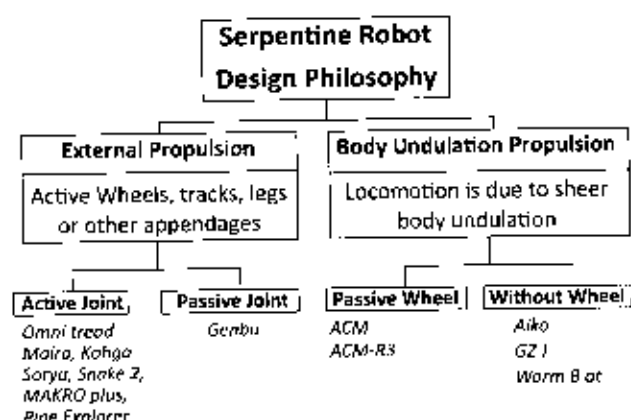 Serpentine Robot
Design Philosophy
External Propulsion
Active Wheels, tracks, legs
or other appendages
Body Undulation Propulsion
Locomotion is due to sheer
body undulation
Active Joint
Omni tread
Moira, Kohga
Soryu, Snake 2,
MAKRO plus,
Pipe Explorer
Passive Joint
Genbu
Passive Wheel
ACM
ACM-R3
Without Wheel
Aiko
GZ I
Worm B ot